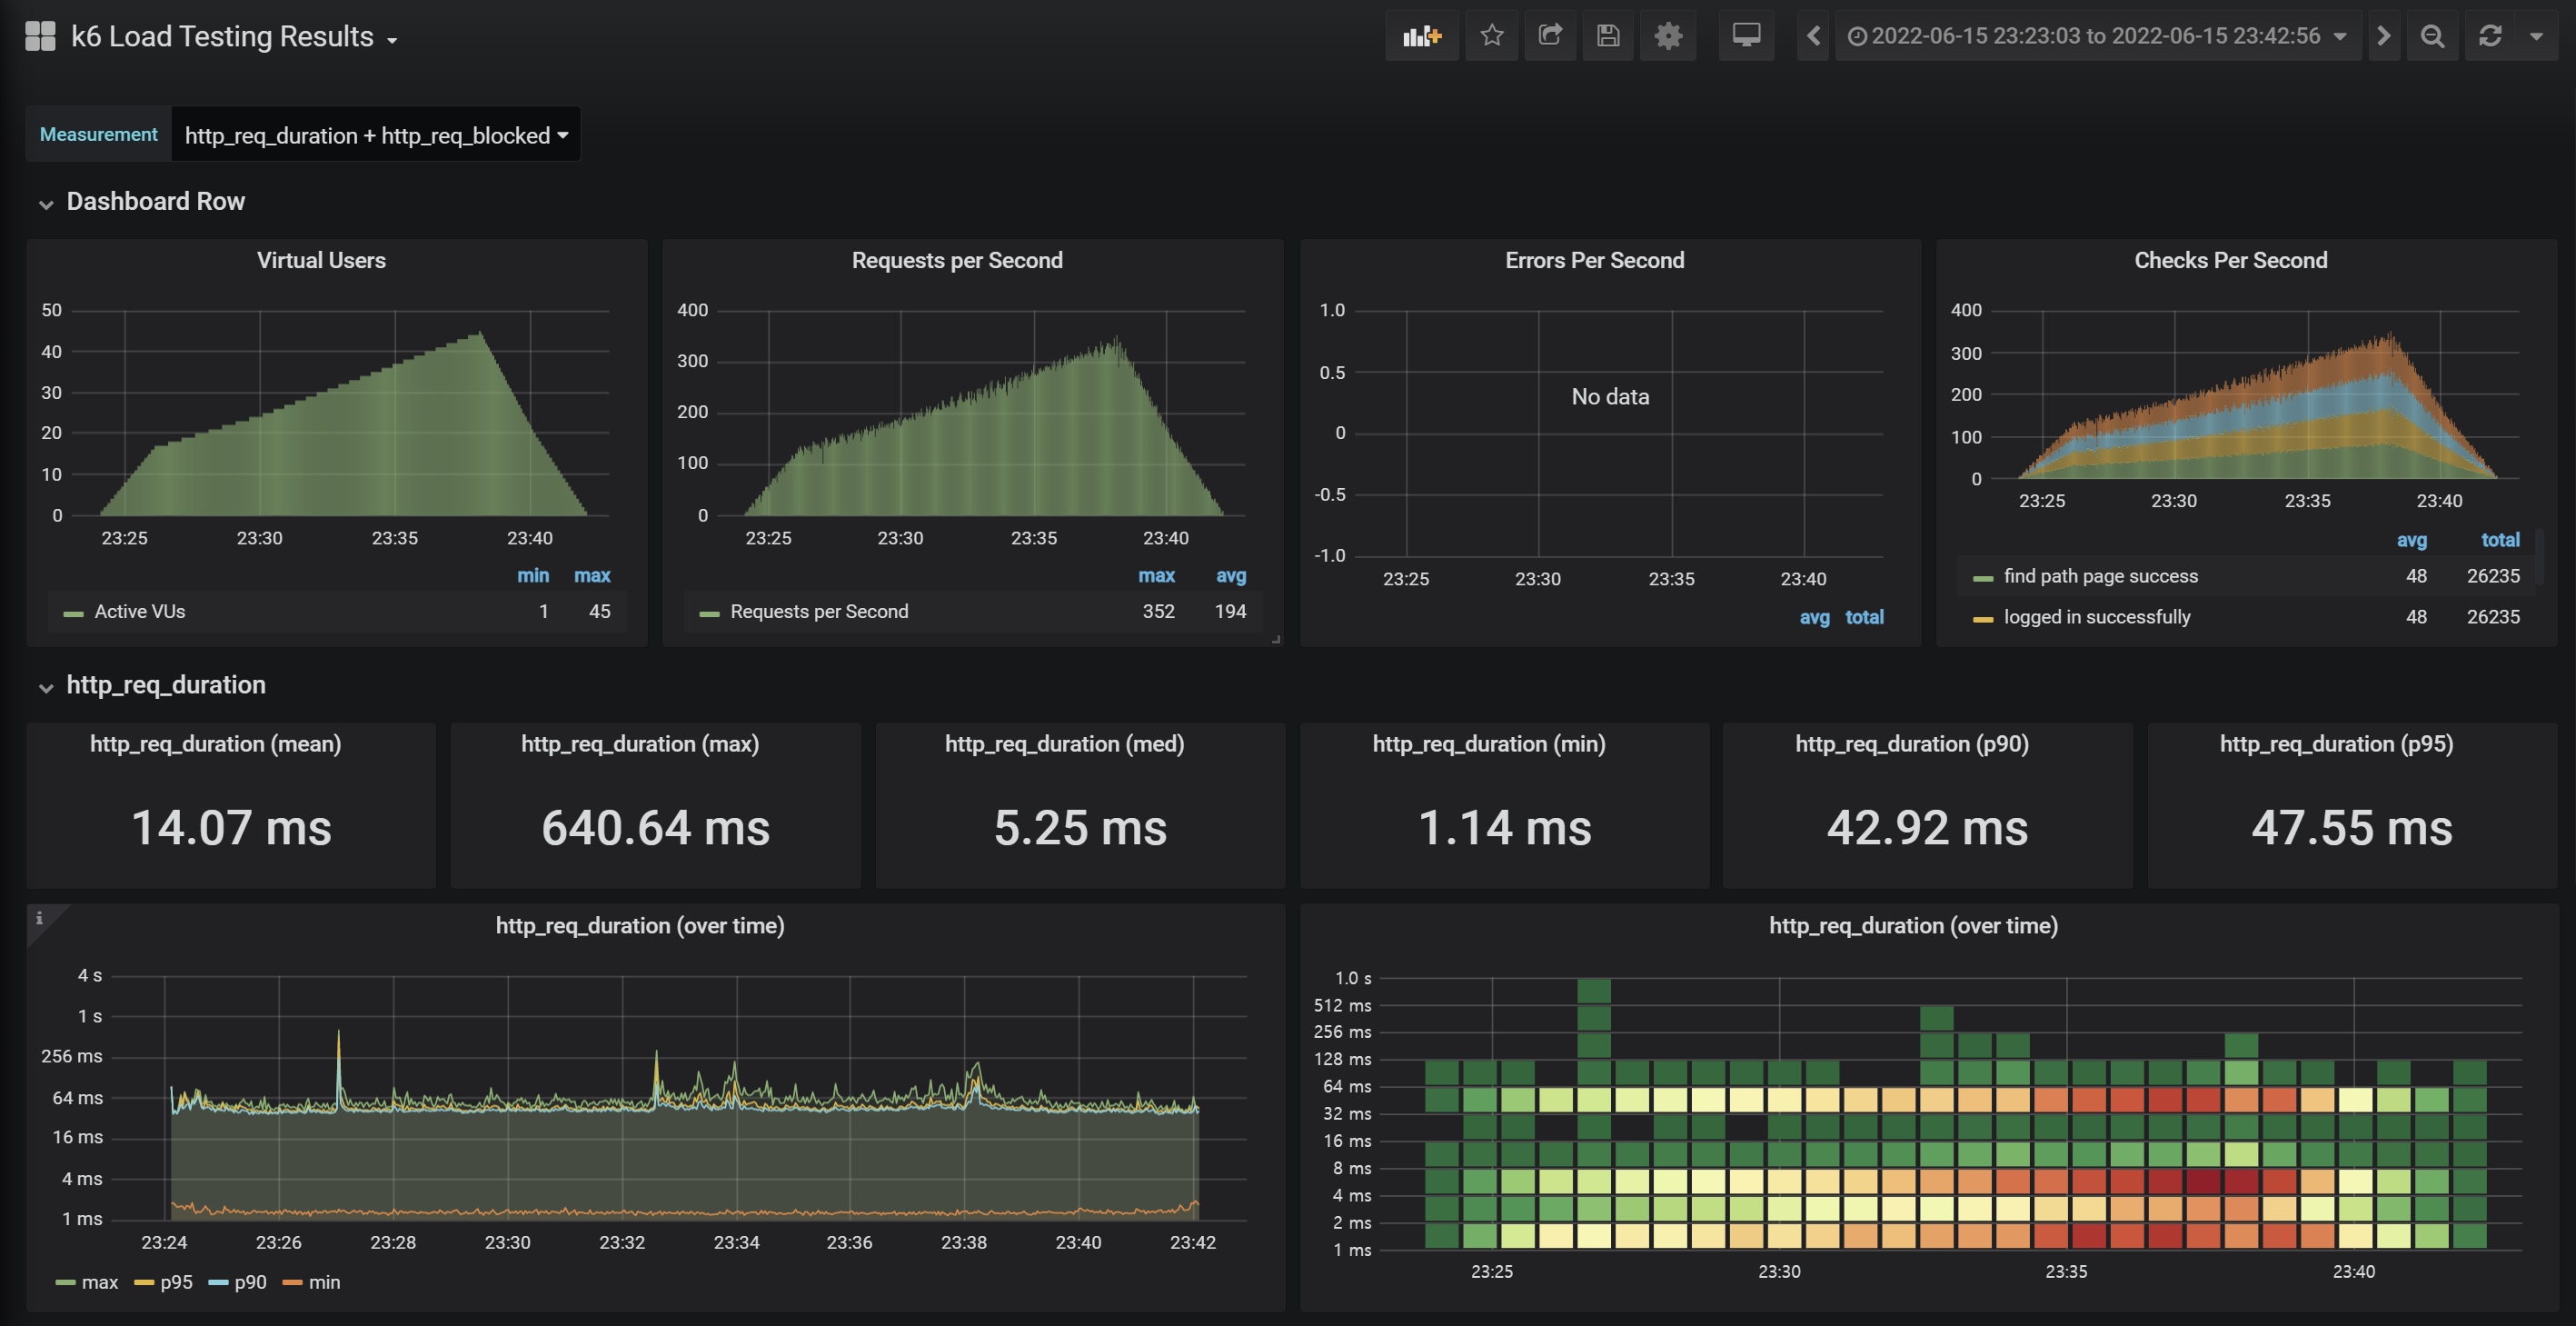 k6 Load Testing Results
2022-06-15 23:23:03 to 2022-06-15 23:42:56
Measurement http_req_duration + http_req_blocked
Dashboard Row
Virtual Users
50
40
30
20
10
0
23:25 23:30 23:35 23:40
min max
Active VUs 1 45
Requests per Second
400
300
200
100
0
23:25 23:30 23:35 23:40
max avg
Requests per Second 352 194
Errors Per Second
1.0
0.5
0
-0.5
-1.0
No data
23:25 23:30 23:35 23:40
avg total
Checks Per Second
400
300
200
100
0
23:25 23:30 23:35 23:40
avg total
find path page success 48 26235
logged in successfully 48 26235
http_req_duration
http_req_duration (mean)
14.07 ms
http_req_duration (max)
640.64 ms
http_req_duration (med)
5.25 ms
http_req_duration (min)
1.14 ms
http_req_duration (p90)
42.92 ms
http_req_duration (p95)
47.55 ms
i
http_req_duration (over time)
4 s
1 s
256 ms
64 ms
16 ms
4 ms
1 ms
23:24 23:26 23:28 23:30 23:32 23:34 23:36 23:38 23:40 23:42
max p95 p90 min
http_req_duration (over time)
1.0 s
512 ms
256 ms
128 ms
64 ms
32 ms
16 ms
8 ms
4 ms
2 ms
1 ms
23:25 23:30 23:35 23:40